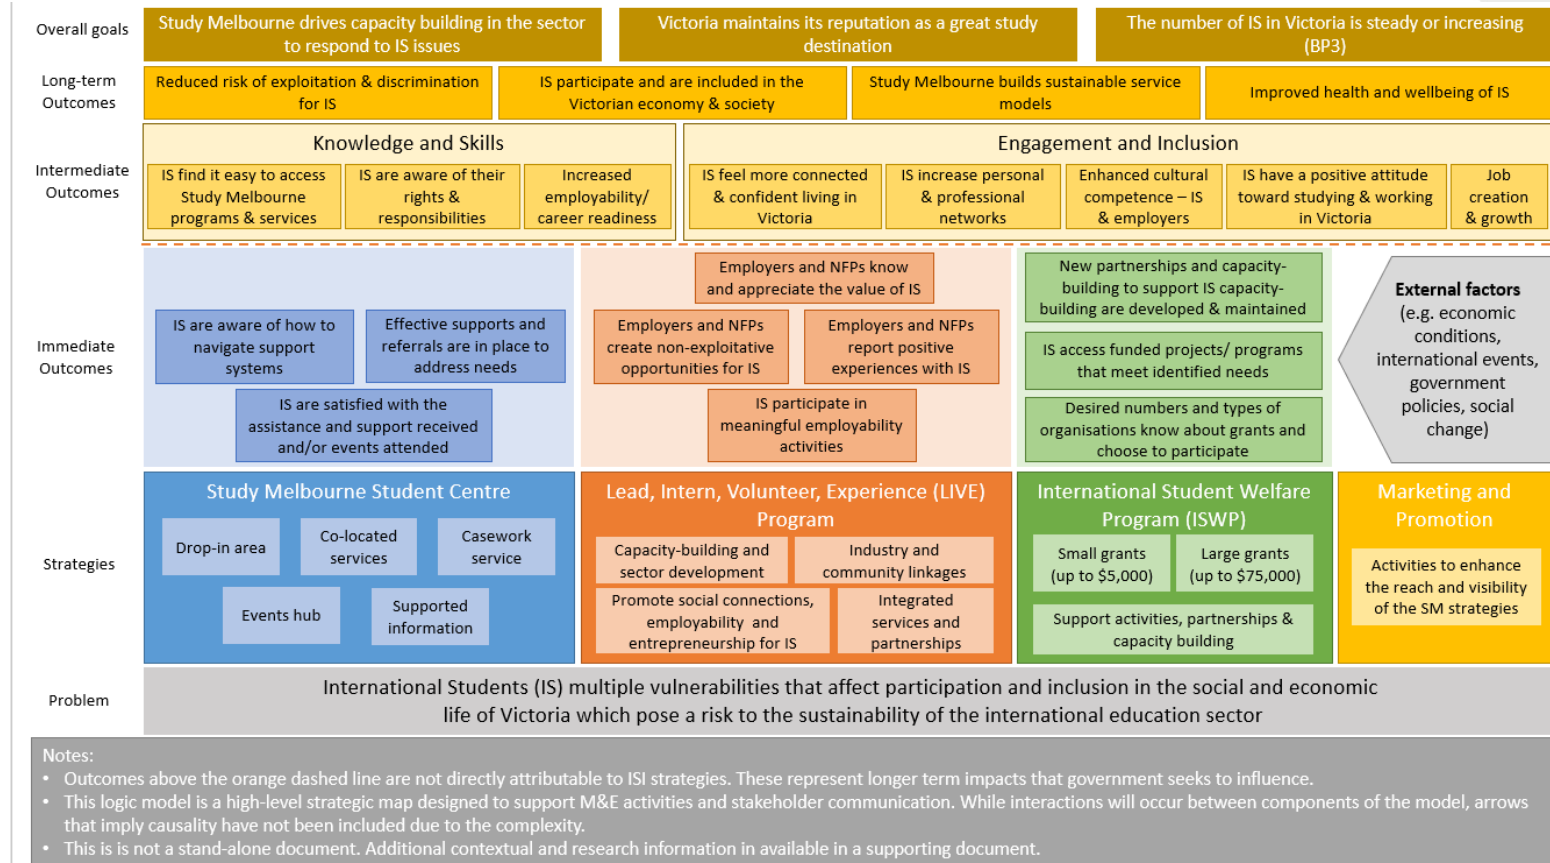 Overall goals
Study Melbourne drives capacity building in the sector
to respond to IS issues
Victoria maintains its reputation as a great study
destination
The number of IS in Victoria is steady or increasing
(BP3)
Long-term
Outcomes
Reduced risk of exploitation & discrimination
for IS
IS participate and are included in the
Victorian economy & society
Study Melbourne builds sustainable service
models
Improved health and wellbeing of IS
Intermediate
Outcomes
Knowledge and Skills
IS find it easy to access
Study Melbourne
programs & services
IS are aware of their
rights &
responsibilities
Increased
employability/
career readiness
Engagement and Inclusion
IS feel more connected
& confident living in
Victoria
IS increase personal
& professional
networks
Enhanced cultural
competence – IS
& employers
IS have a positive attitude
toward studying & working
in Victoria
Job
creation
& growth
Immediate
Outcomes
IS are aware of how to
navigate support
systems
Effective supports and
referrals are in place to
address needs
IS are satisfied with the
assistance and support received
and/or events attended
Employers and NFPs know
and appreciate the value of IS
Employers and NFPs
create non-exploitative
opportunities for IS
Employers and NFPs
report positive
experiences with IS
IS participate in
meaningful employability
activities
New partnerships and capacity-
building to support IS capacity-
building are developed & maintained
IS access funded projects/ programs
that meet identified needs
Desired numbers and types of
organisations know about grants and
choose to participate
External factors
(e.g. economic
conditions,
international events,
government
policies, social
change)
Strategies
Study Melbourne Student Centre
Drop-in area
Co-located
services
Casework
service
Events hub
Supported
information
Lead, Intern, Volunteer, Experience (LIVE)
Program
Capacity-building and
sector development
Industry and
community linkages
Promote social connections,
employability and
entrepreneurship for IS
Integrated
services and
partnerships
International Student Welfare
Program (ISWP)
Small grants
(up to $5,000)
Large grants
(up to $75,000)
Support activities, partnerships &
capacity building
Marketing and
Promotion
Activities to enhance
the reach and visibility
of the SM strategies
Problem
International Students (IS) multiple vulnerabilities that affect participation and inclusion in the social and economic
life of Victoria which pose a risk to the sustainability of the international education sector
Notes:
• Outcomes above the orange dashed line are not directly attributable to ISI strategies. These represent longer term impacts that government seeks to influence.
• This logic model is a high-level strategic map designed to support M&E activities and stakeholder communication. While interactions will occur between components of the model, arrows
that imply causality have not been included due to the complexity.
• This is is not a stand-alone document. Additional contextual and research information in available in a supporting document.